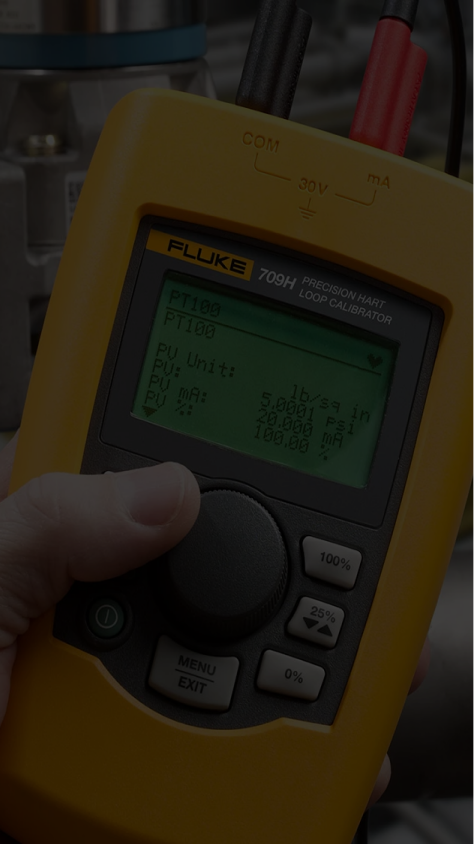 COM
mA
30V
FLUKE
709H PRECISION HART
LOOP CALIBRATOR
PT100
PT100
PV Unit: lb/sq in
PV: 5.0001 psi
PV mA: 20.000 mA
PV %: 100.00 %
100%
25%
MENU
EXIT
0%